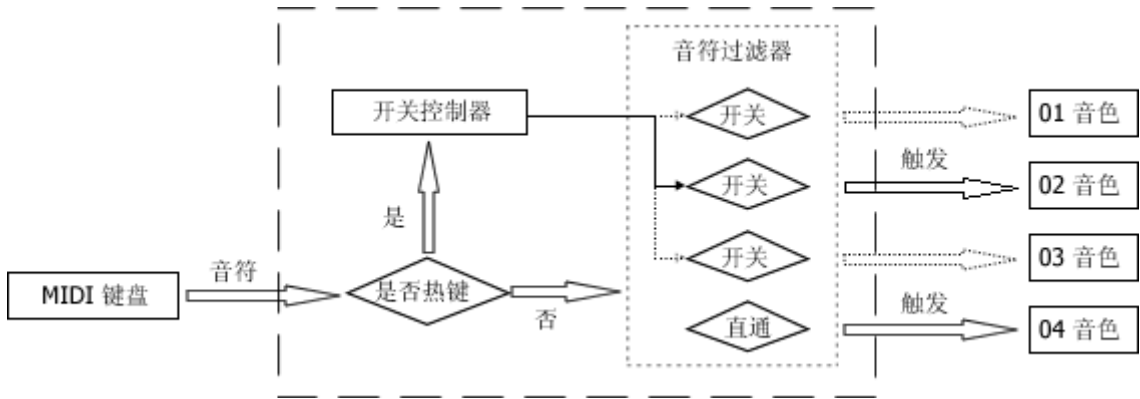 音符过滤器
开关控制器
开关
01 音色
触发
开关
02 音色
是
开关
03 音色
音符
MIDI 键盘
是否热键
否
直通
触发
04 音色